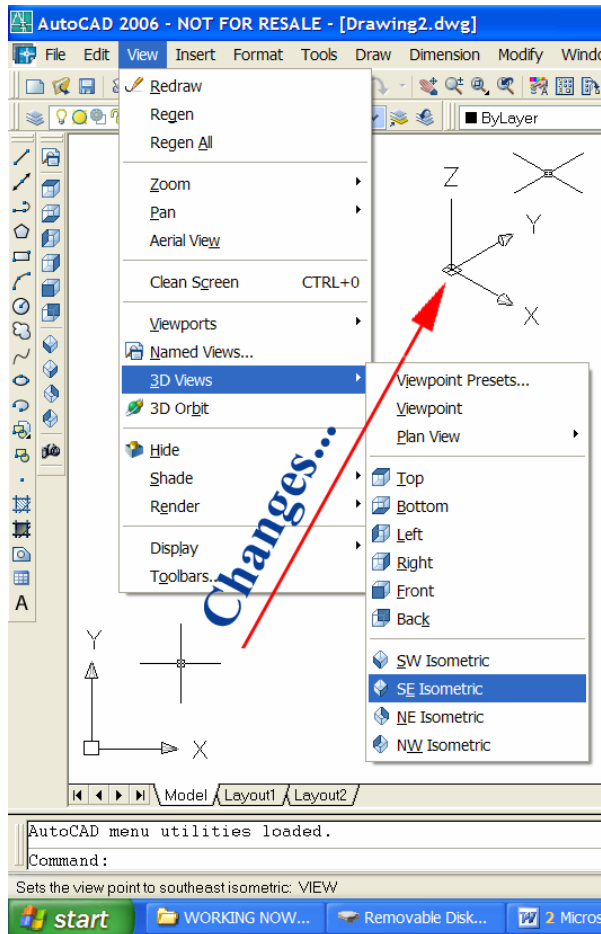 AutoCAD 2006 - NOT FOR RESALE - [Drawing2.dwg]
File Edit View Insert Format Tools Draw Dimension Modify
ByLayer
Redraw
Regen
Regen All
Zoom
Pan
Aerial View
Clean Screen CTRL+0
Viewports
Named Views...
3D Views
3D Orbit
Hide
Shade
Render
Display
Toolbars...
Viewpoint Presets...
Viewpoint
Plan View
Top
Bottom
Left
Right
Front
Back
SW Isometric
SE Isometric
NE Isometric
NW Isometric
Z
Y
X
Changes...
A
Y
X
Model Layout1 Layout2
AutoCAD menu utilities loaded.
Command:
Sets the view point to southeast isometric: VIEW
start WORKING NOW... Removable Disk... 2 Micros